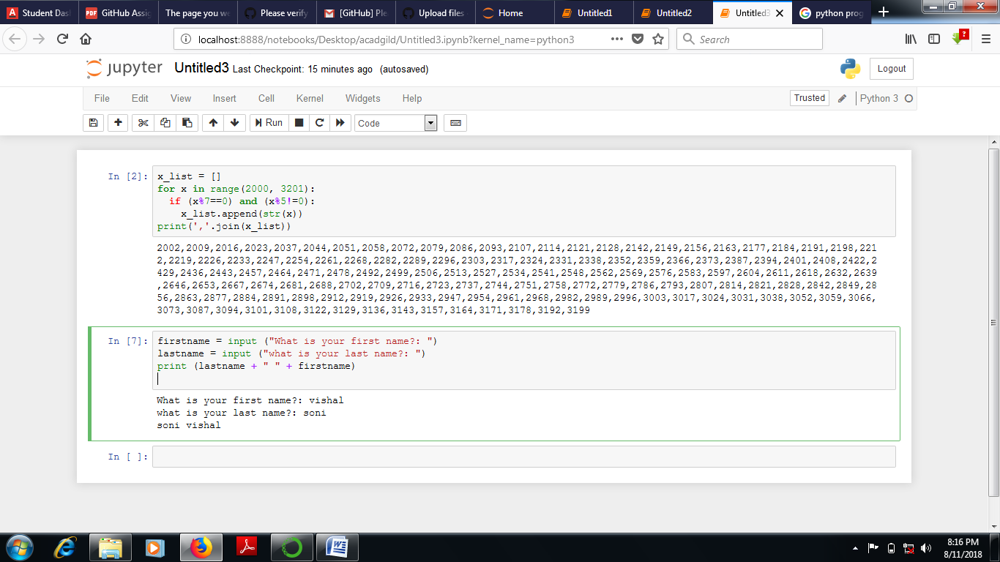 Student Das
PDF GitHub Assig
The page you we
Please verify
[GitHub] Ple
Upload files
Home
Untitled1
Untitled2
Untitled3
python prog
localhost:8888/notebooks/Desktop/acadgild/Untitled3.ipynb?kernel_name=python3
Search
jupyter Untitled3 Last Checkpoint: 15 minutes ago (autosaved)
Logout
File Edit View Insert Cell Kernel Widgets Help
Trusted
Python 3
Run
Code
In [2]: x_list = []
for x in range(2000, 3201):
  if (x%7==0) and (x%5!=0):
    x_list.append(str(x))
print(','.join(x_list))
2002,2009,2016,2023,2037,2044,2051,2058,2072,2079,2086,2093,2107,2114,2121,2128,2142,2149,2156,2163,2177,2184,2191,2198,221
2,2219,2226,2233,2247,2254,2261,2268,2282,2289,2296,2303,2317,2324,2331,2338,2352,2359,2366,2373,2387,2394,2401,2408,2422,2
429,2436,2443,2457,2464,2471,2478,2492,2499,2506,2513,2527,2534,2541,2548,2562,2569,2576,2583,2597,2604,2611,2618,2632,2639
,2646,2653,2667,2674,2681,2688,2702,2709,2716,2723,2737,2744,2751,2758,2772,2779,2786,2793,2807,2814,2821,2828,2842,2849,28
56,2863,2877,2884,2891,2898,2912,2919,2926,2933,2947,2954,2961,2968,2982,2989,2996,3003,3017,3024,3031,3038,3052,3059,3066,
3073,3087,3094,3101,3108,3122,3129,3136,3143,3157,3164,3171,3178,3192,3199
In [7]: firstname = input ("What is your first name?: ")
lastname = input ("what is your last name?: ")
print (lastname + " " + firstname)
What is your first name?: vishal
what is your last name?: soni
soni vishal
In [ ]:
8:16 PM
8/11/2018